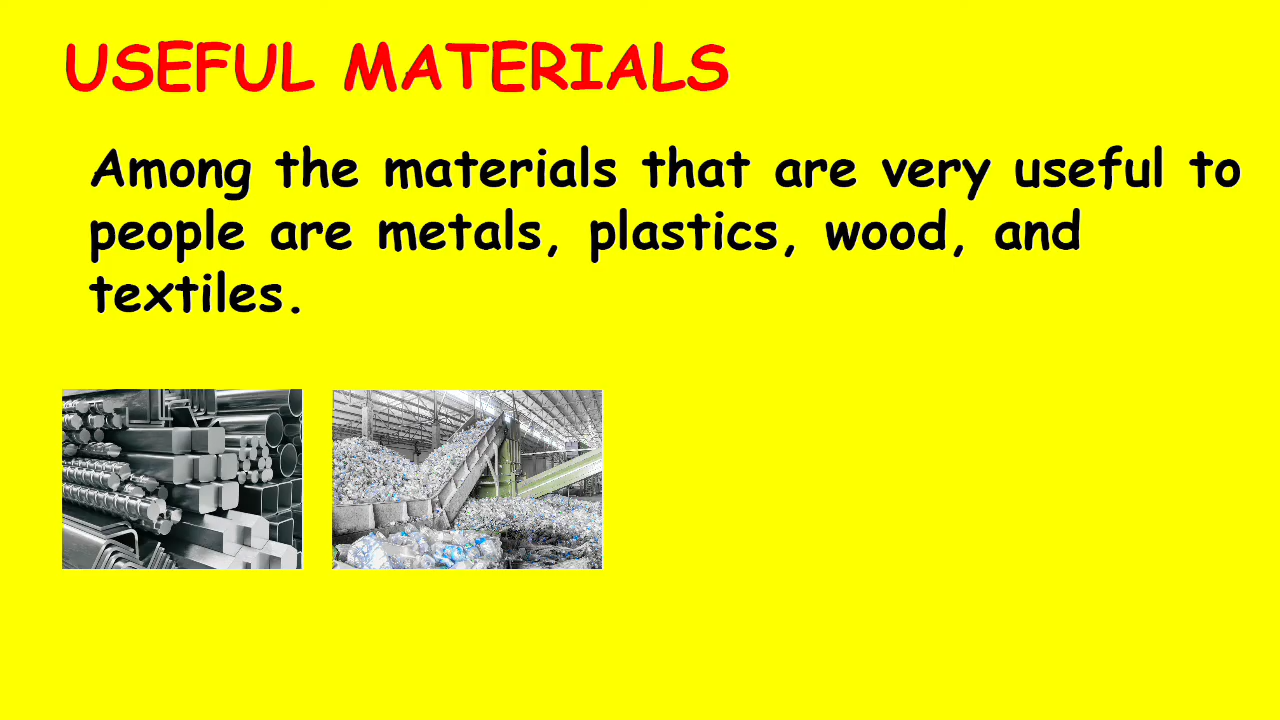 USEFUL MATERIALS
Among the materials that are very useful to
people are metals, plastics, wood, and
textiles.